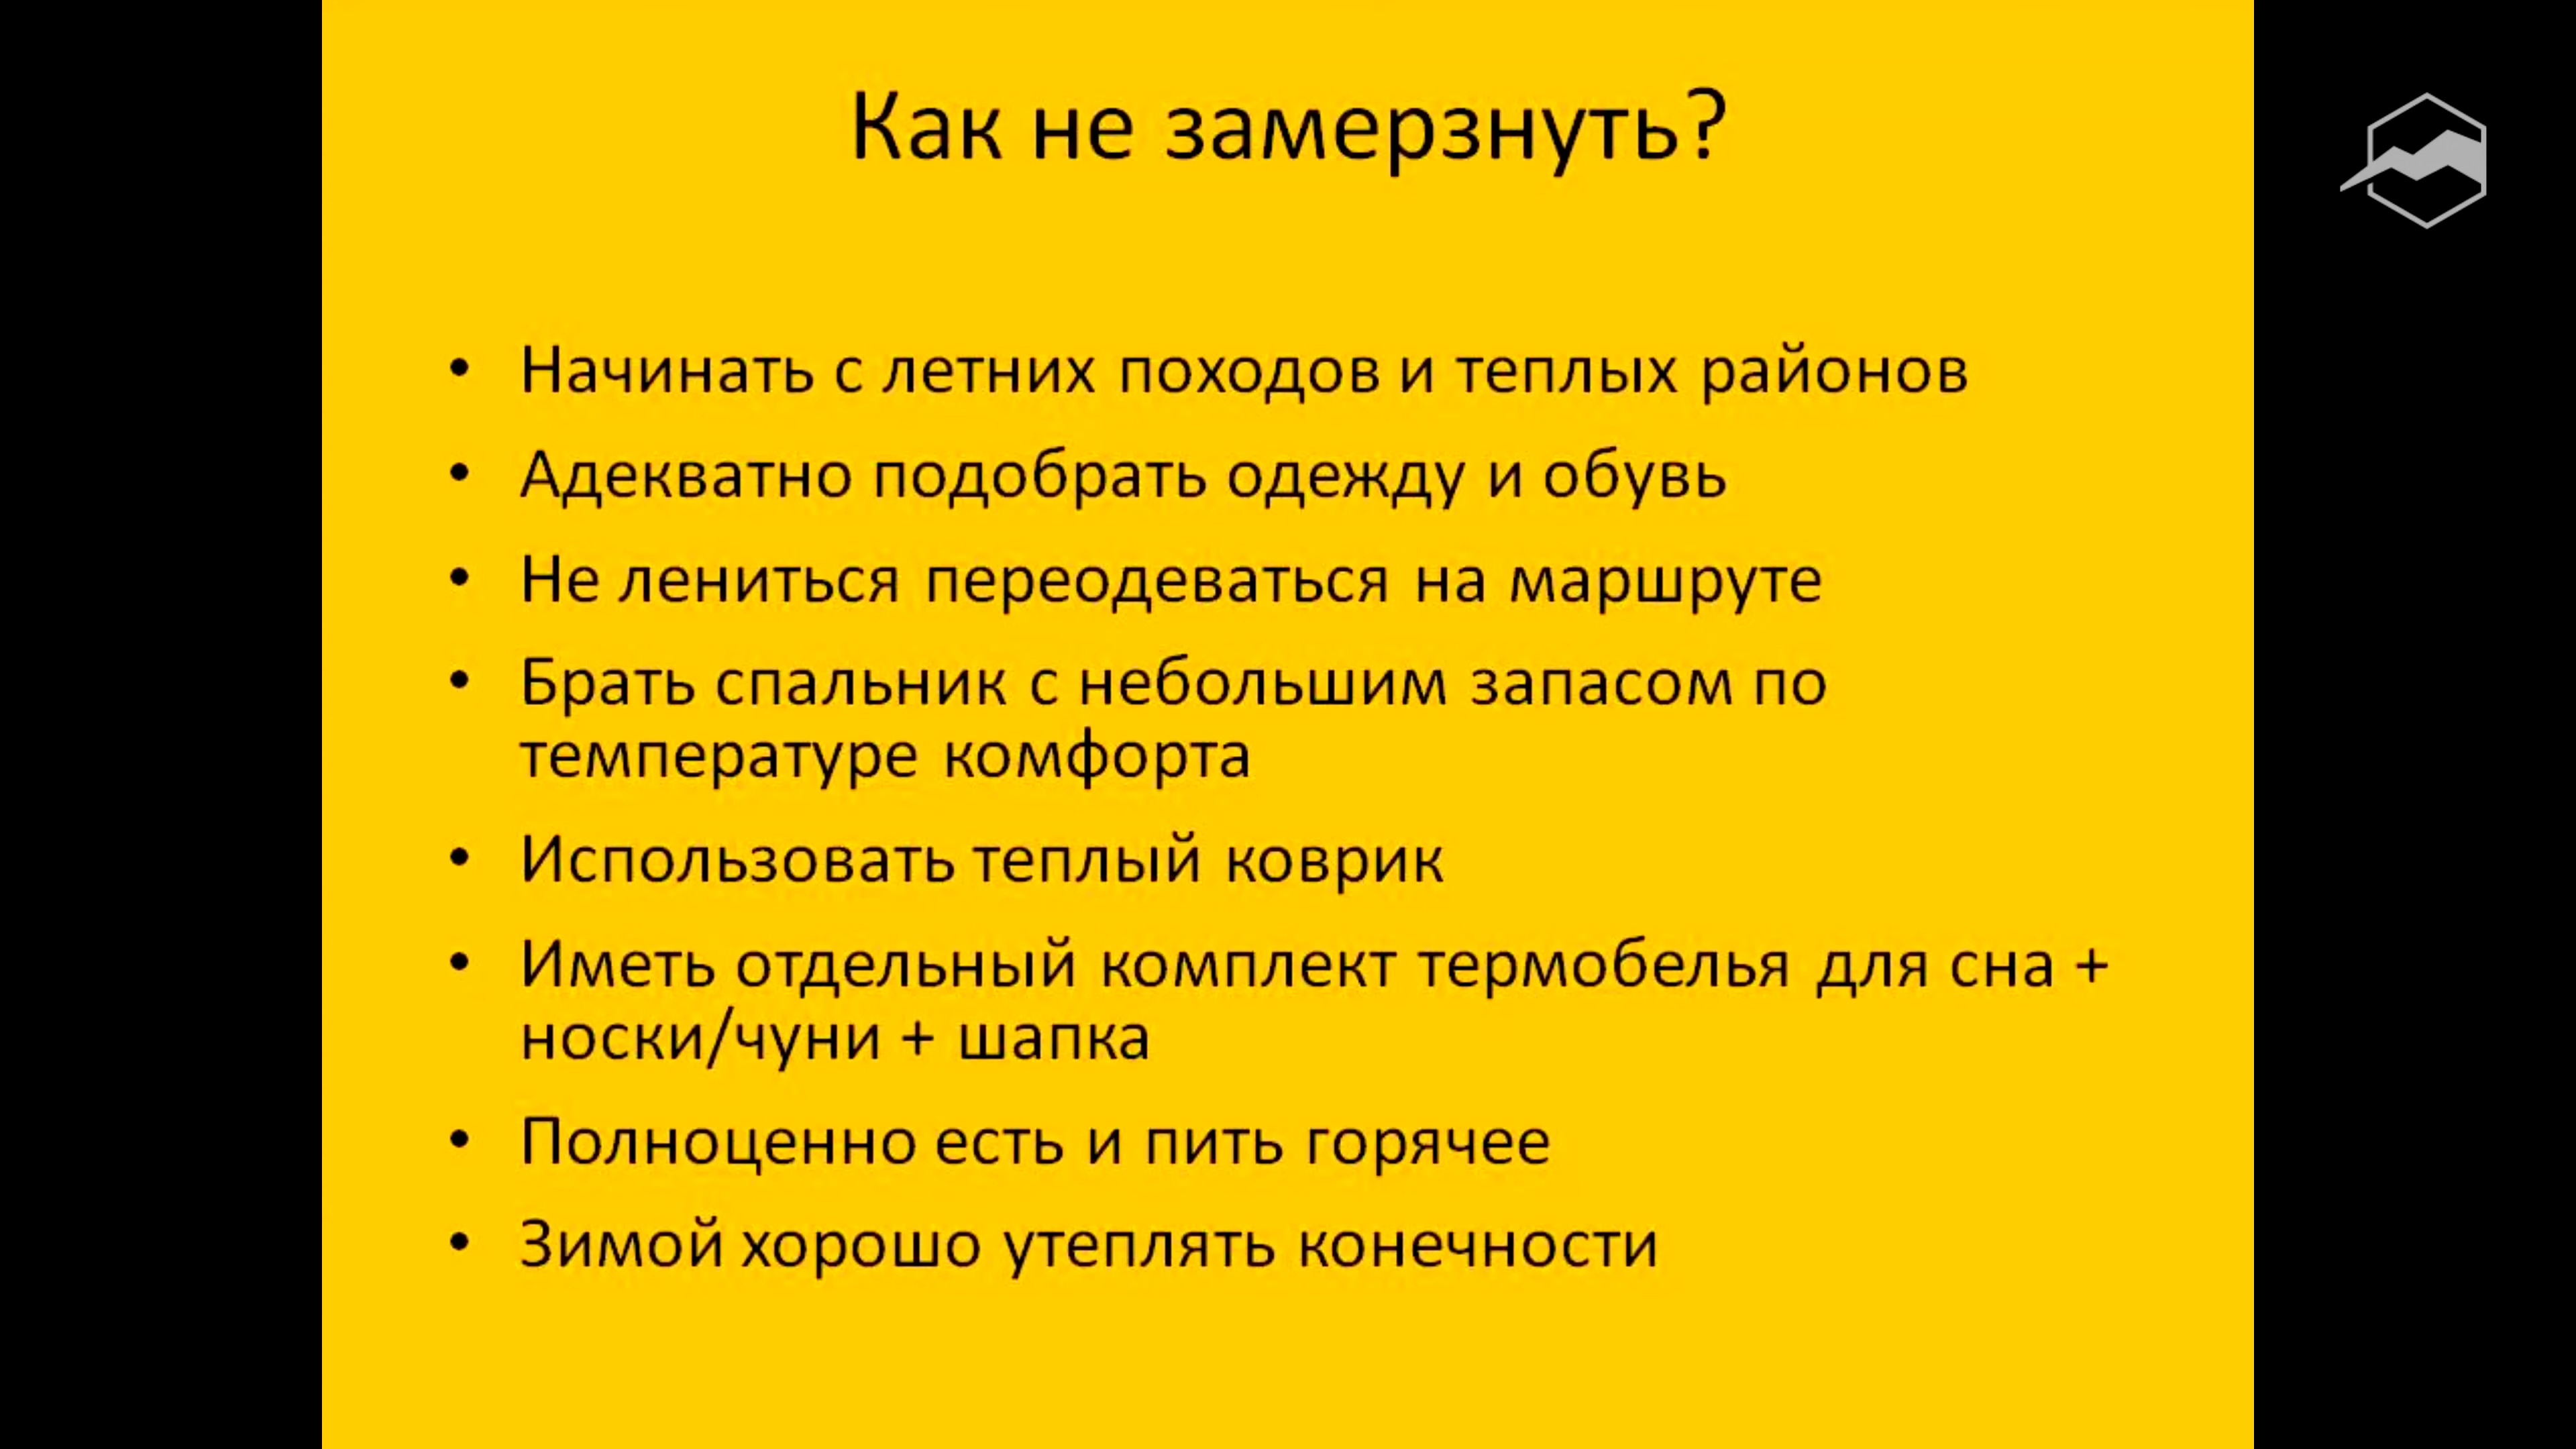 Как не замерзнуть?
• Начинать с летних походов и теплых районов
• Адекватно подобрать одежду и обувь
• Не лениться переодеваться на маршруте
• Брать спальник с небольшим запасом по
температуре комфорта
• Использовать теплый коврик
• Иметь отдельный комплект термобелья для сна +
носки/чуни + шапка
• Полноценно есть и пить горячее
• Зимой хорошо утеплять конечности